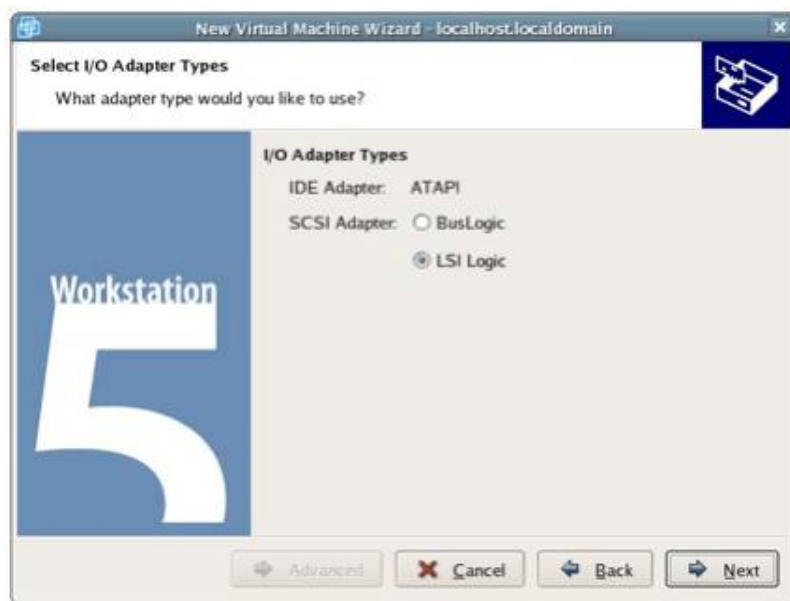 New Virtual Machine Wizard - localhost.localdomain
Select I/O Adapter Types
What adapter type would you like to use?
I/O Adapter Types
IDE Adapter: ATAPI
SCSI Adapter: BusLogic
LSI Logic
Workstation
5
Advanced Cancel Back Next